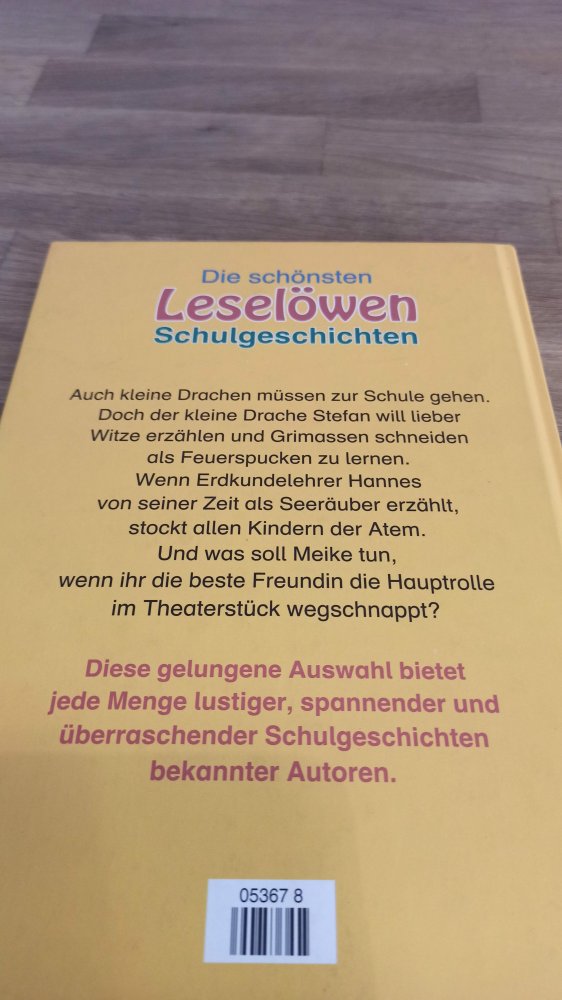 Die schönsten
Leselöwen
Schulgeschichten
Auch kleine Drachen müssen zur Schule gehen.
Doch der kleine Drache Stefan will lieber
Witze erzählen und Grimassen schneiden
als Feuerspucken zu lernen.
Wenn Erdkundelehrer Hannes
von seiner Zeit als Seeräuber erzählt,
stockt allen Kindern der Atem.
Und was soll Meike tun,
wenn ihr die beste Freundin die Hauptrolle
im Theaterstück wegschnappt?
Diese gelungene Auswahl bietet
jede Menge lustiger, spannender und
überraschender Schulgeschichten
bekannter Autoren.
05367 8